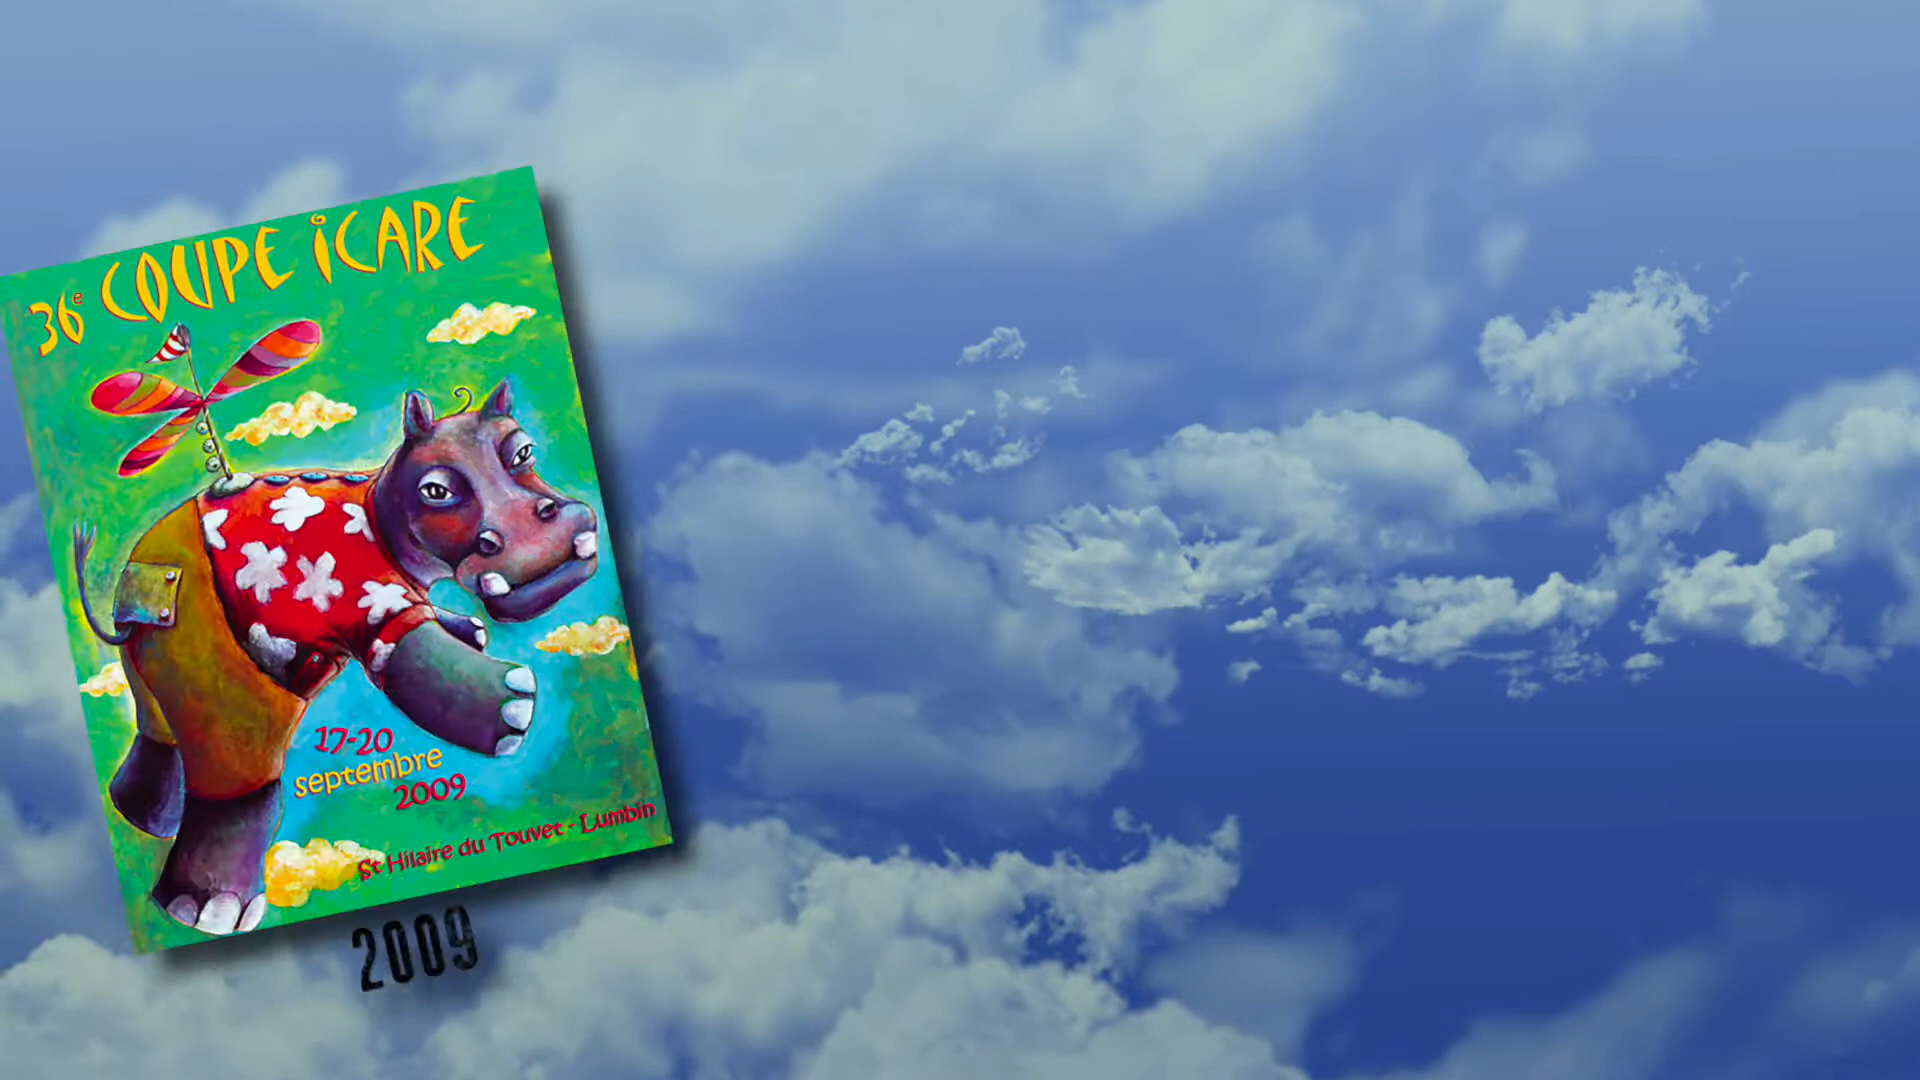 36e COUPE iCARE
17-20
septembre
2009
St Hilaire du Touvet - Lumbin
2009